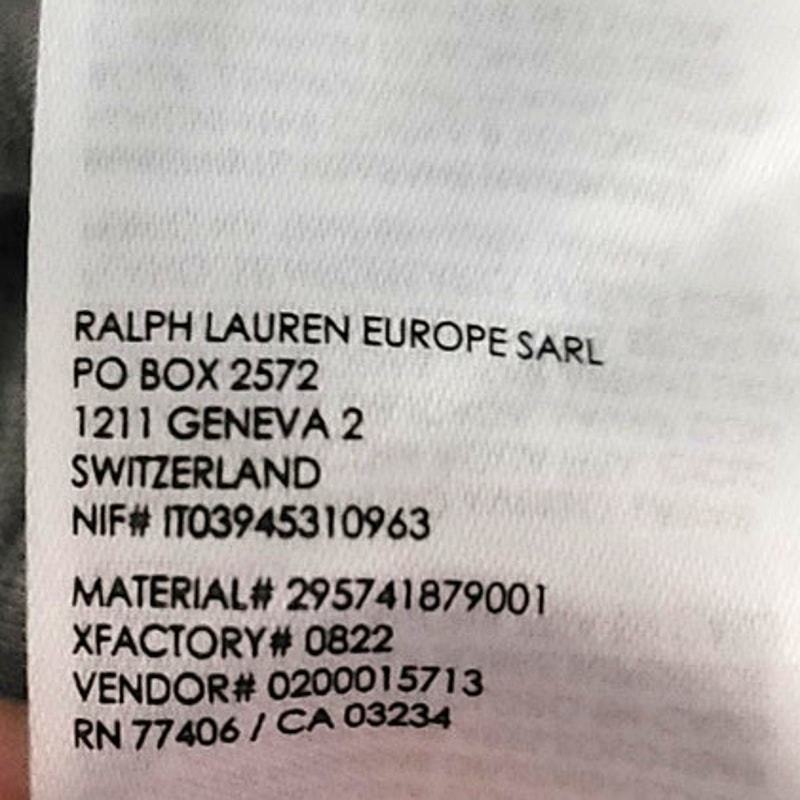 RALPH LAUREN EUROPE SARL
PO BOX 2572
1211 GENEVA 2
SWITZERLAND
NIF# IT03945310963
MATERIAL# 295741879001
XFACTORY# 0822
VENDOR# 0200015713
RN 77406 / CA 03234